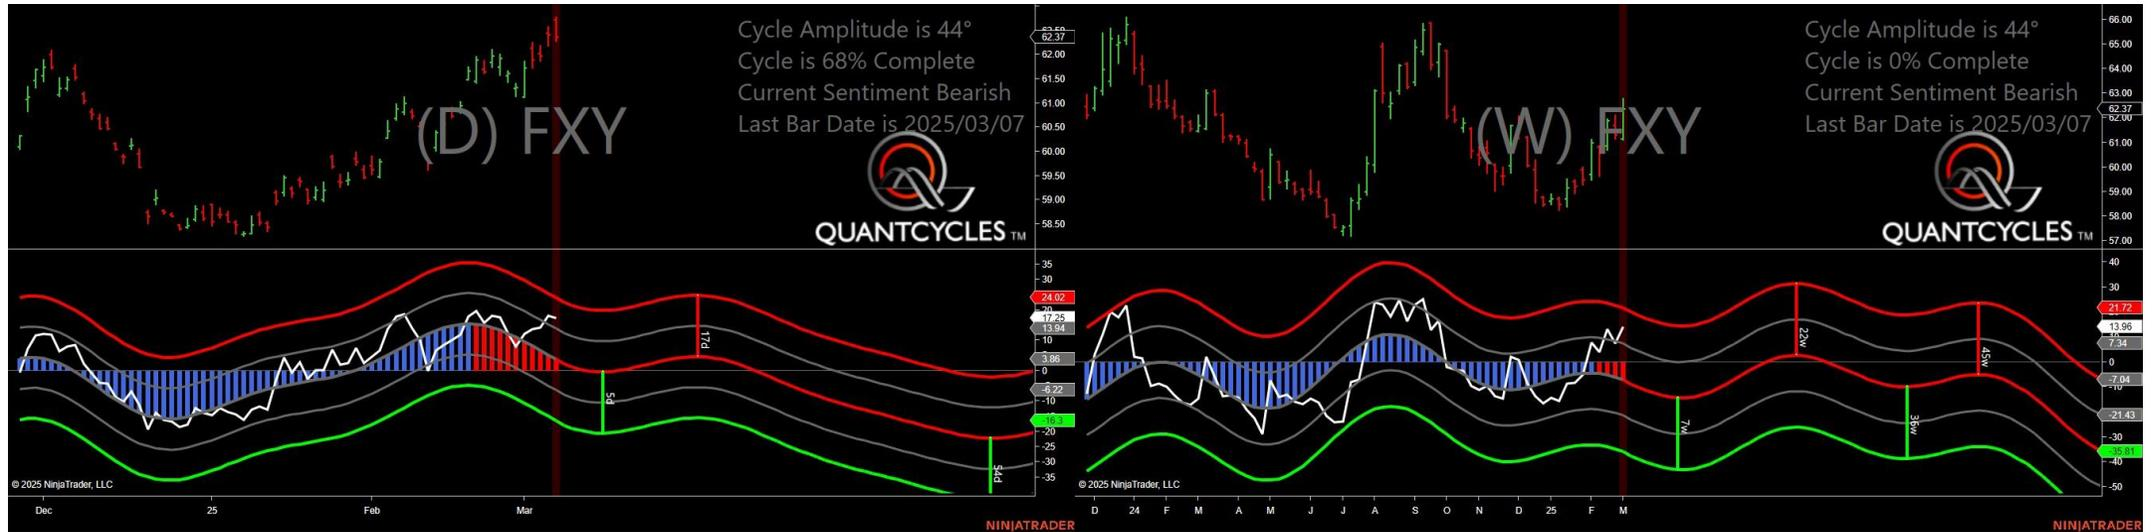 Cycle Amplitude is 44°
Cycle is 68% Complete
Current Sentiment Bearish
Last Bar Date is 2025/03/07
(D) FXY
QUANTCYCLES TM
62.37
62.00
61.50
61.00
60.50
60.00
59.50
59.00
58.50
35
30
24.02
17.25
13.94
3.86
0
-6.22
-10
-16.3
-20
-25
-30
-35
17d
5d
54d
© 2025 NinjaTrader, LLC
Dec
25
Feb
Mar
NINJATRADER
Cycle Amplitude is 44°
Cycle is 0% Complete
Current Sentiment Bearish
Last Bar Date is 2025/03/07
(W) FXY
QUANTCYCLES TM
66.00
65.00
64.00
63.00
62.37
62.00
61.00
60.00
59.00
58.00
57.00
40
30
21.72
13.96
7.34
0
-7.04
-10
-21.43
-30
-35.81
-40
-50
22w
45w
7w
36w
© 2025 NinjaTrader, LLC
D
24
F
M
A
M
J
J
A
S
O
N
D
25
F
M
NINJATRADER